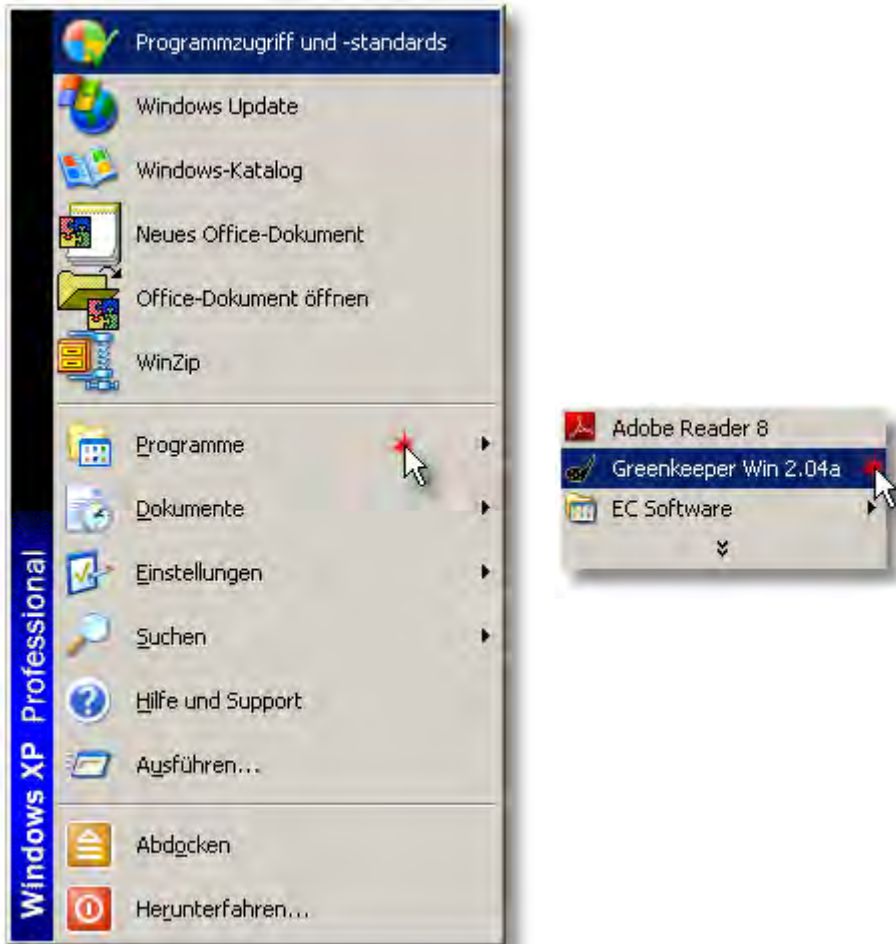 Programmzugriff und -standards
Windows Update
Windows-Katalog
Neues Office-Dokument
Office-Dokument öffnen
WinZip
Programme
Dokumente
Einstellungen
Suchen
Hilfe und Support
Ausführen...
Abdocken
Herunterfahren...
Windows XP Professional
Adobe Reader 8
Greenkeeper Win 2.04a
EC Software